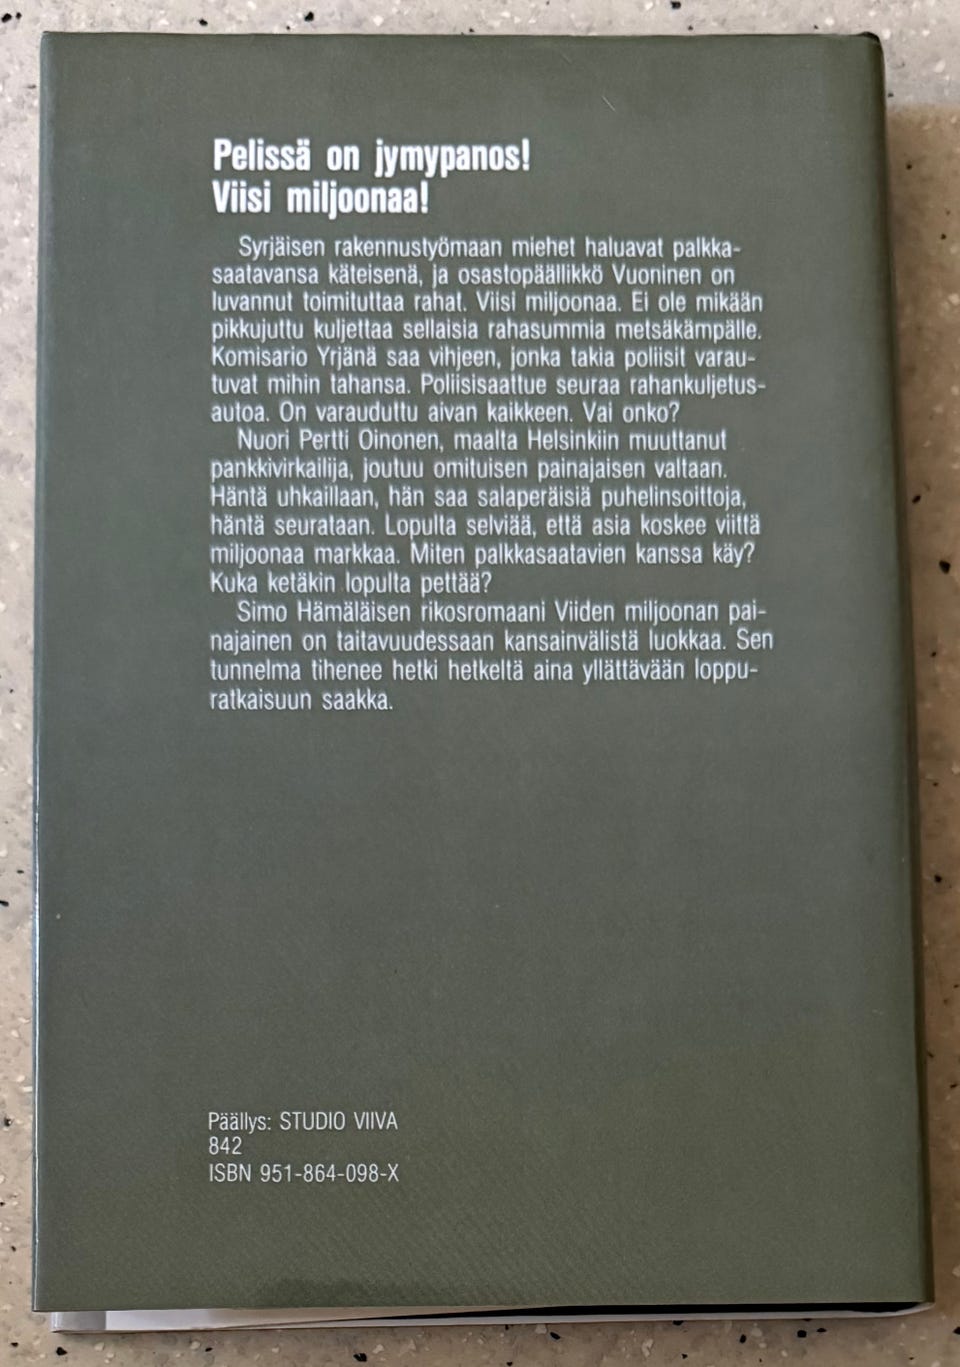 Pelissä on jymypanos!
Viisi miljoonaa!
Syrjäisen rakennustyömaan miehet haluavat palkka-
saatavansa käteisenä, ja osastopäällikkö Vuoninen on
luvannut toimituttaa rahat. Viisi miljoonaa. Ei ole mikään
pikkujuttu kuljettaa sellaisia rahasummia metsäkämpälle.
Komisario Yrjänä saa vihjeen, jonka takia poliisit varau-
tuvat mihin tahansa. Poliisisaattue seuraa rahankuljetus-
autoa. On varauduttu aivan kaikkeen. Vai onko?
Nuori Pertti Oinonen, maalta Helsinkiin muuttanut
pankkivirkailija, joutuu omituisen painajaisen valtaan.
Häntä uhkaillaan, hän saa salaperäisiä puhelinsoittoja,
häntä seurataan. Lopulta selviää, että asia koskee viittä
miljoonaa markkaa. Miten palkkasaatavien kanssa käy?
Kuka ketäkin lopulta pettää?
Simo Hämäläisen rikosromaani Viiden miljoonan pai-
najainen on taitavuudessaan kansainvälistä luokkaa. Sen
tunnelma tihenee hetki hetkeltä aina yllättävään loppu-
ratkaisuun saakka.
Päällys: STUDIO VIIVA
842
ISBN 951-864-098-X